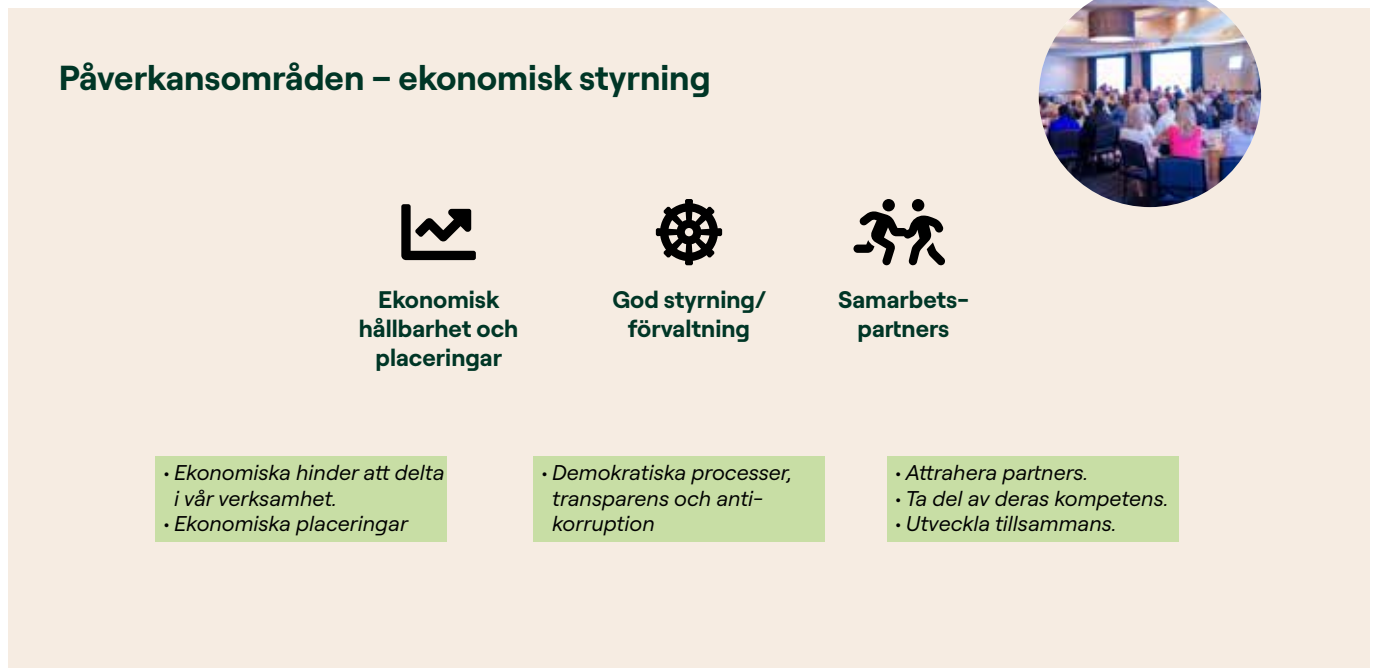 Påverkansområden – ekonomisk styrning
Ekonomisk
hållbarhet och
placeringar
God styrning/
förvaltning
Samarbets-
partners
• Ekonomiska hinder att delta
i vår verksamhet.
• Ekonomiska placeringar
• Demokratiska processer,
transparens och anti-
korruption
• Attrahera partners.
• Ta del av deras kompetens.
• Utveckla tillsammans.